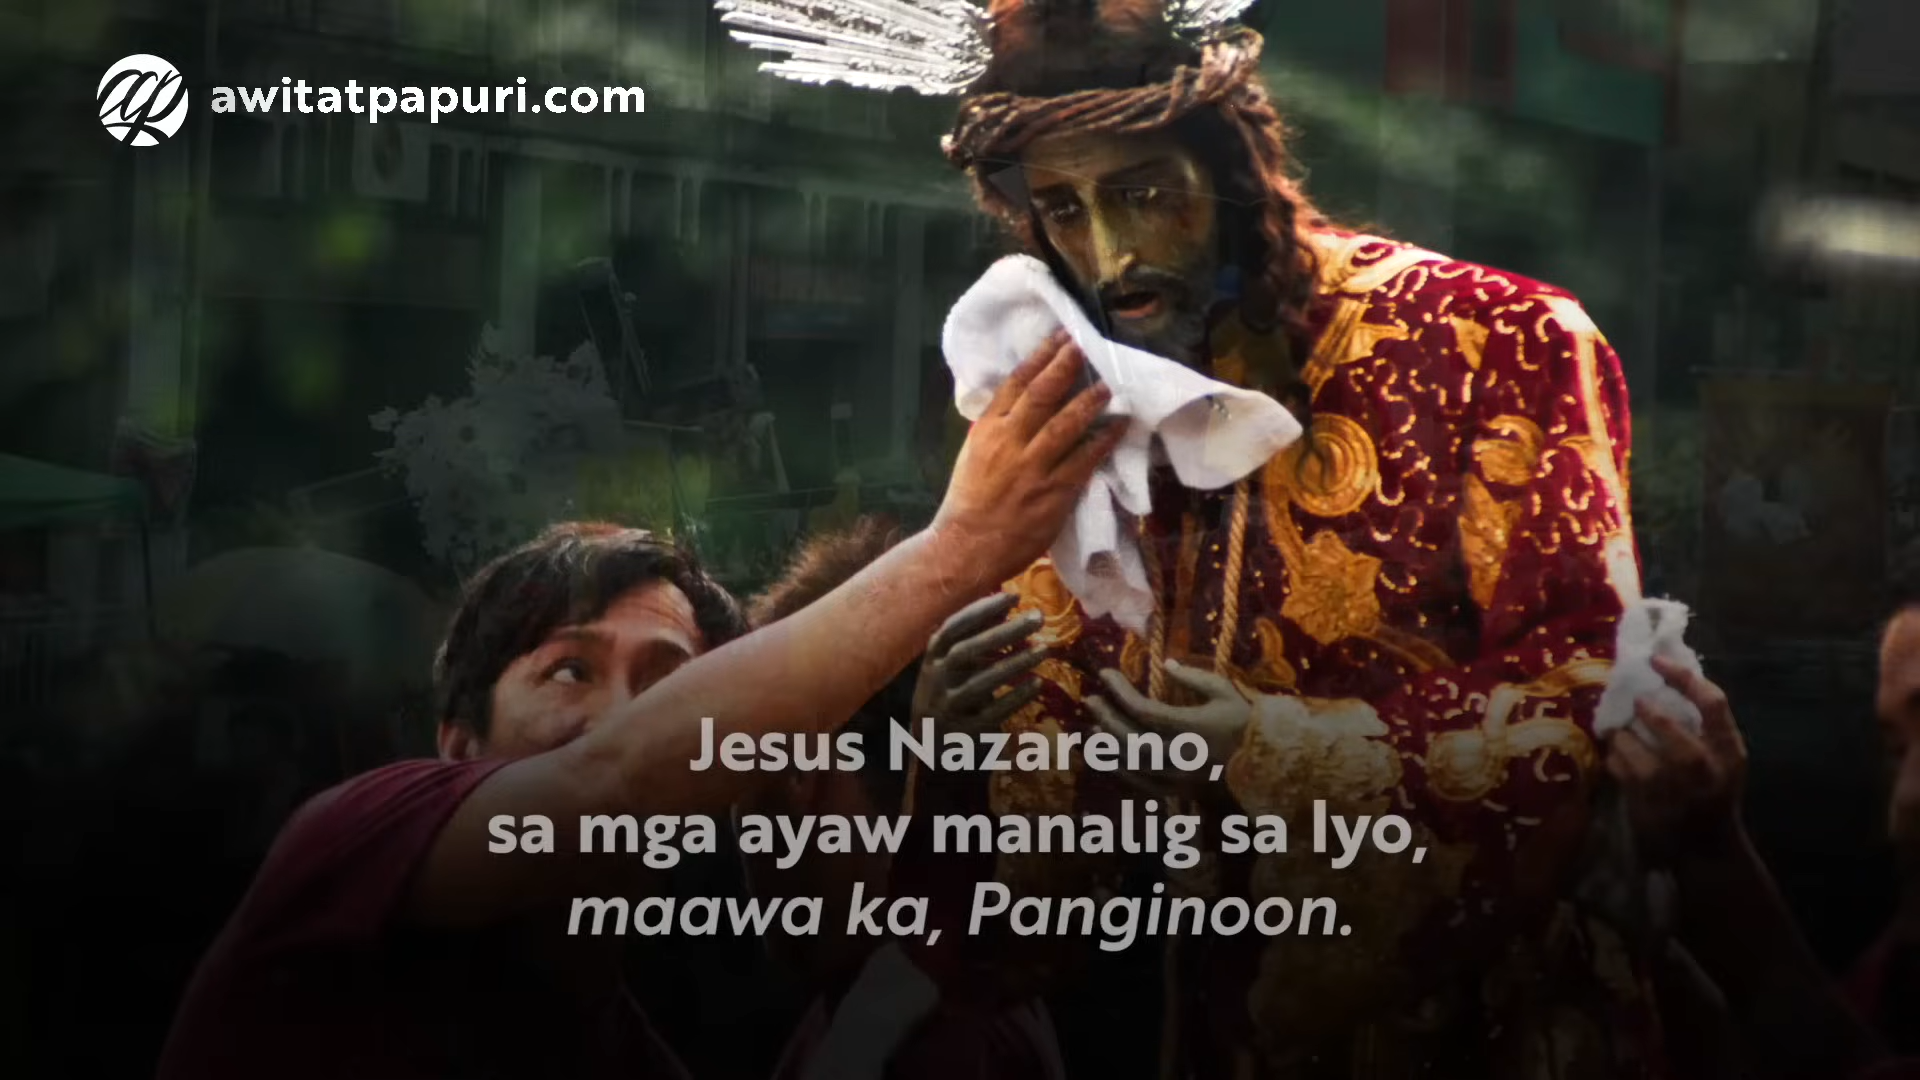 awitatpapuri.com
Jesus Nazareno,
sa mga ayaw manalig sa Iyo,
maawa ka, Panginoon.